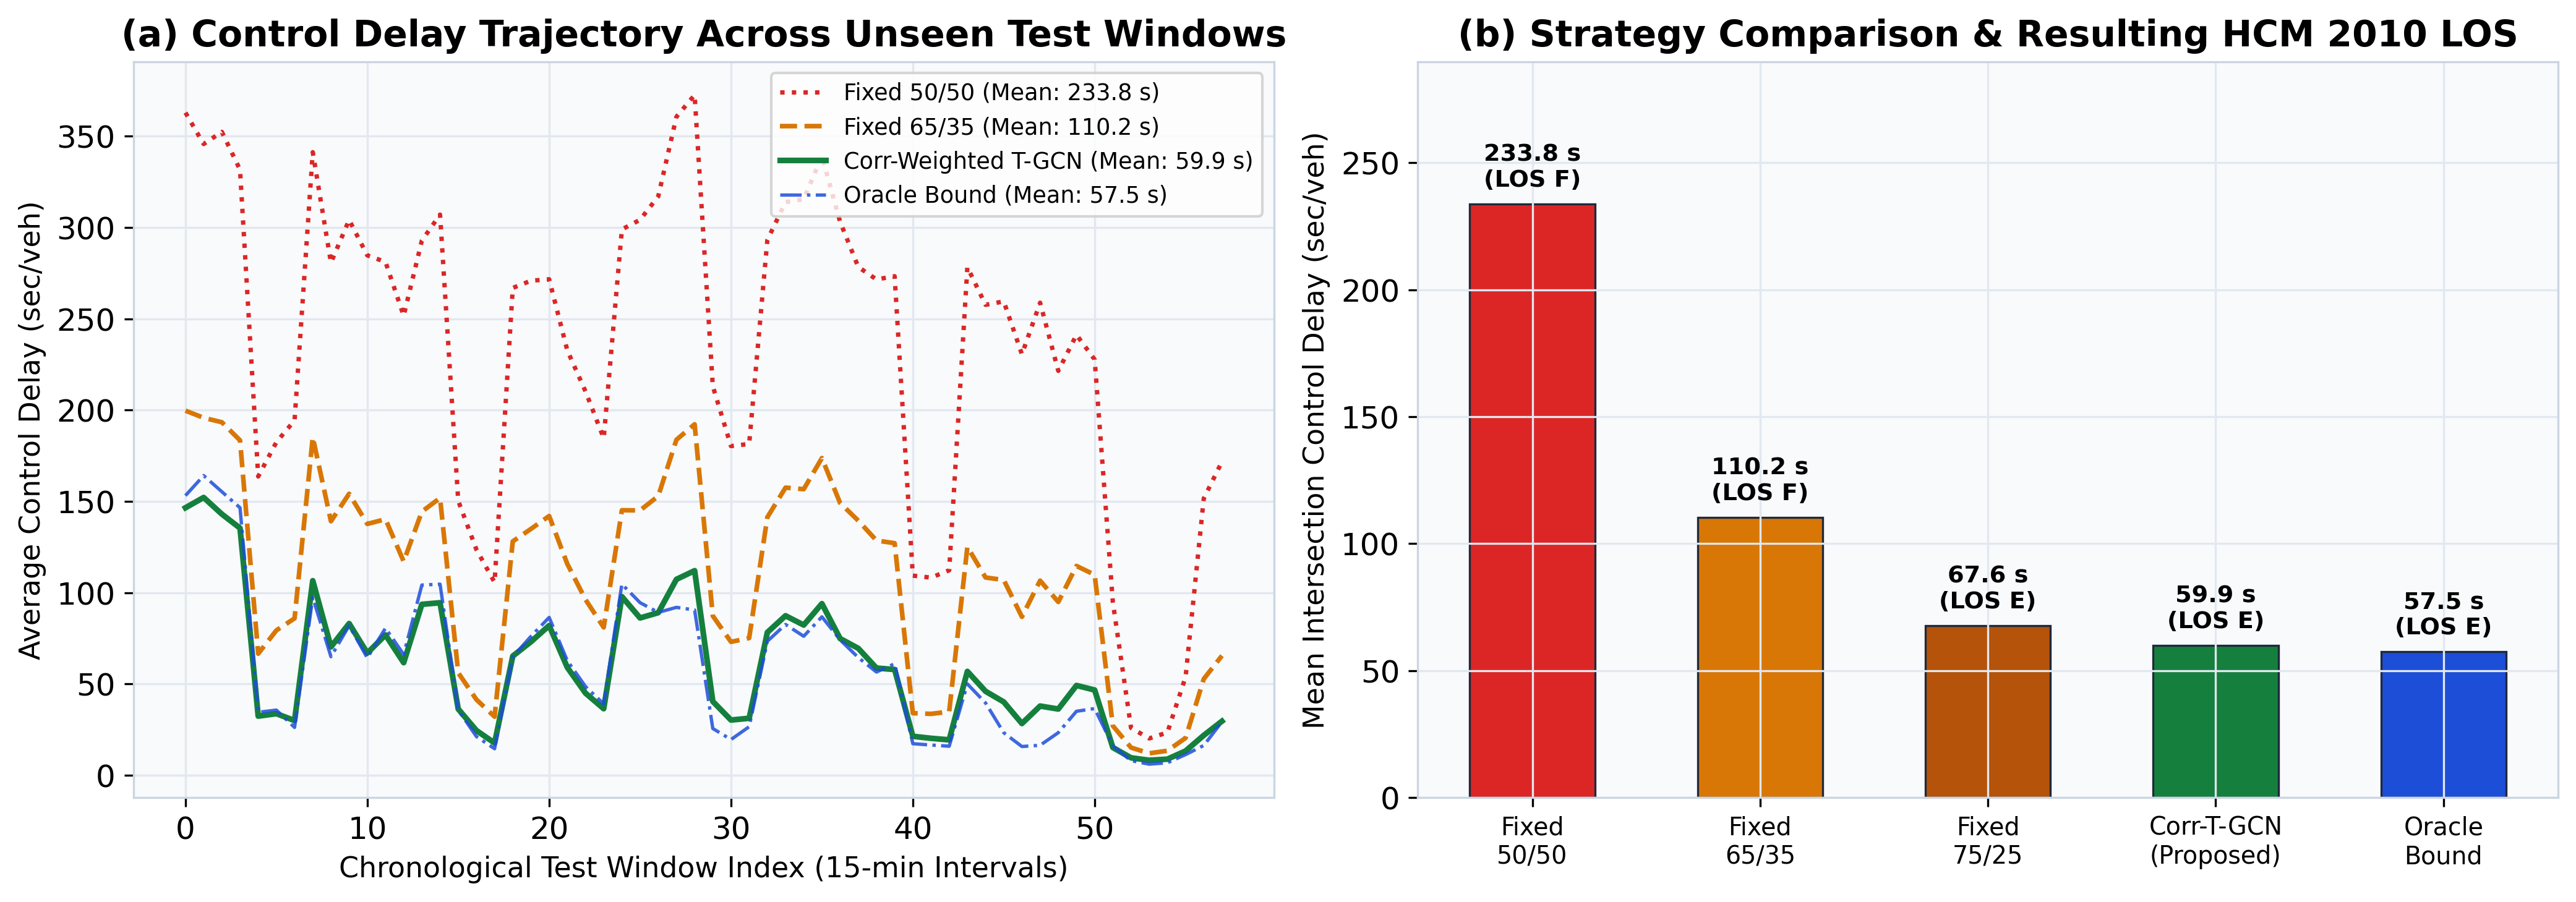 (a) Control Delay Trajectory Across Unseen Test Windows
Average Control Delay (sec/veh)
350
300
250
200
150
100
50
0
Fixed 50/50 (Mean: 233.8 s)
Fixed 65/35 (Mean: 110.2 s)
Corr-Weighted T-GCN (Mean: 59.9 s)
Oracle Bound (Mean: 57.5 s)
0
10
20
30
40
50
Chronological Test Window Index (15-min Intervals)
(b) Strategy Comparison & Resulting HCM 2010 LOS
Mean Intersection Control Delay (sec/veh)
250
200
150
100
50
0
233.8 s
(LOS F)
110.2 s
(LOS F)
67.6 s
(LOS E)
59.9 s
(LOS E)
57.5 s
(LOS E)
Fixed
50/50
Fixed
65/35
Fixed
75/25
Corr-T-GCN
(Proposed)
Oracle
Bound